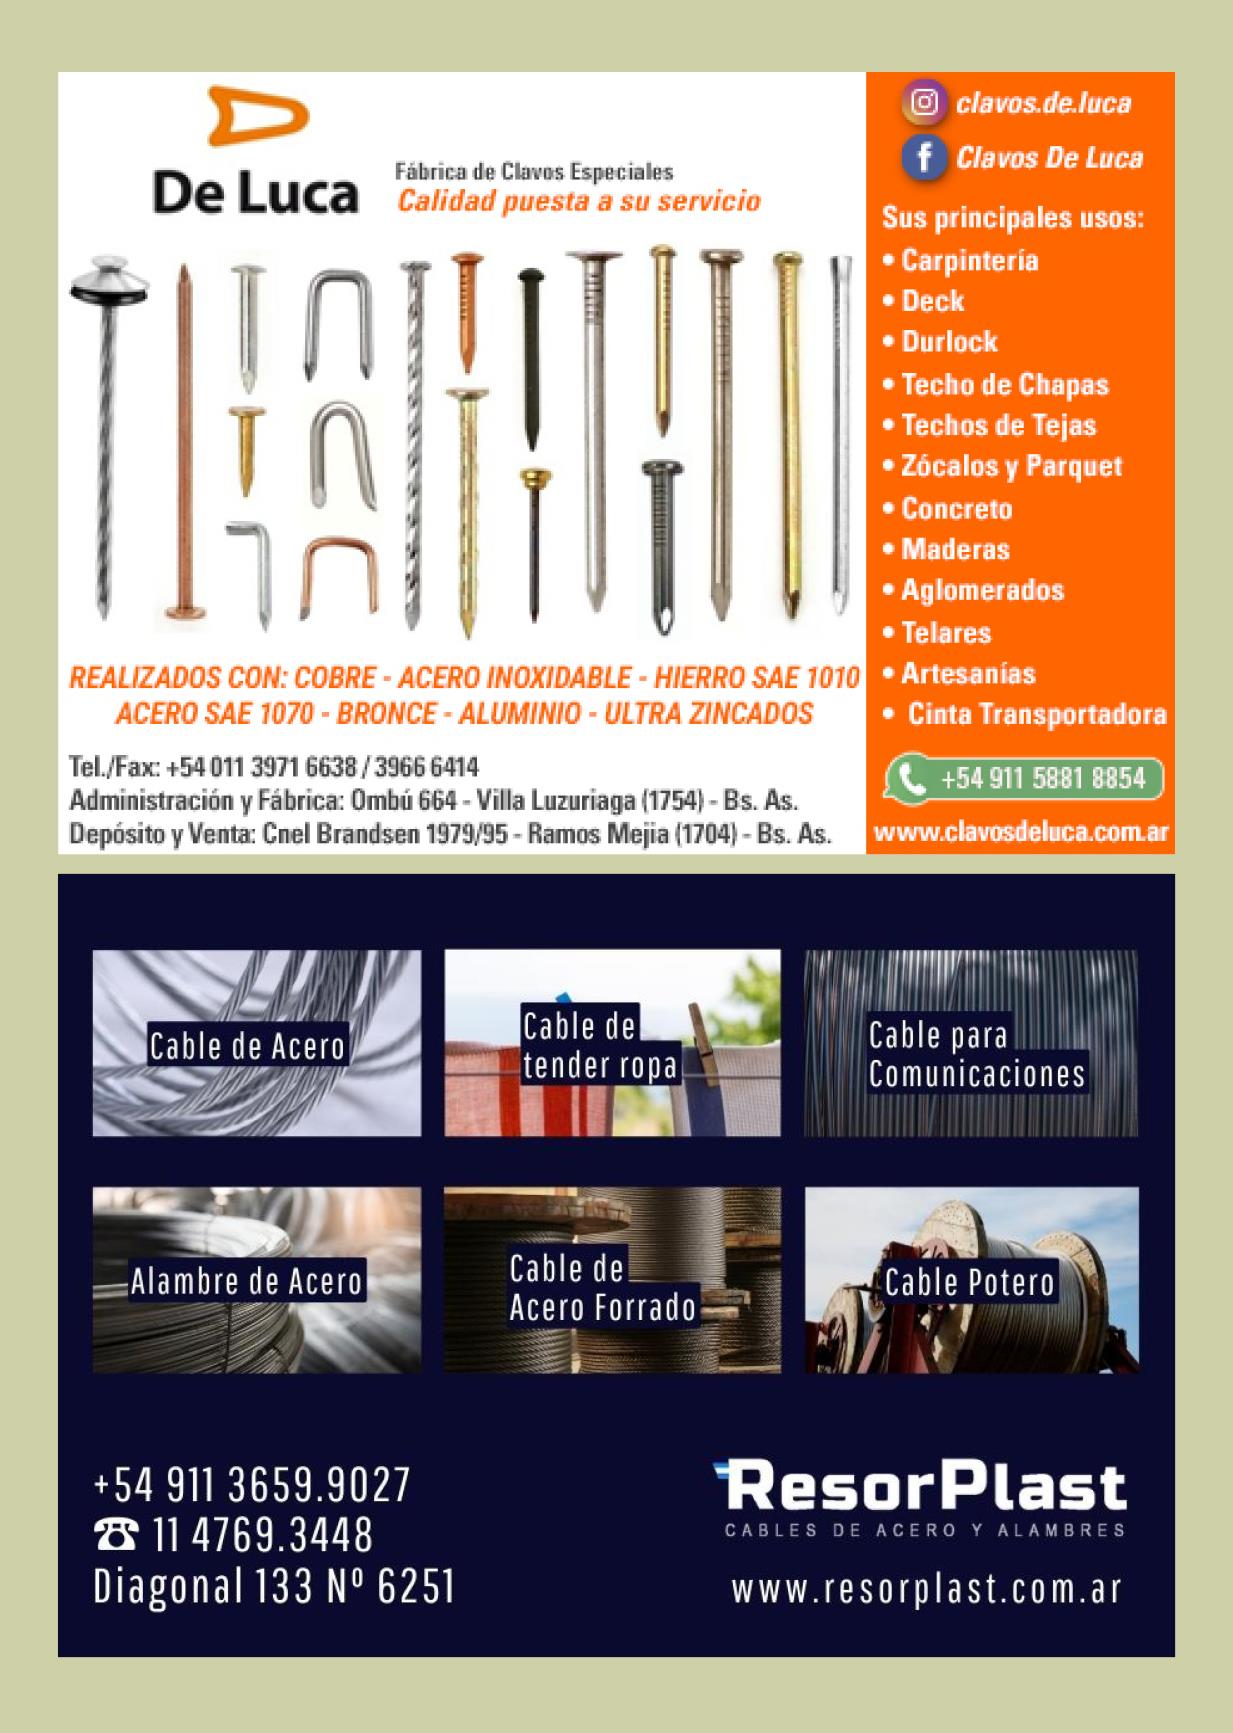 De Luca
Fábrica de Clavos Especiales
Calidad puesta a su servicio
REALIZADOS CON: COBRE - ACERO INOXIDABLE - HIERRO SAE 1010
ACERO SAE 1070 - BRONCE - ALUMINIO - ULTRA ZINCADOS
Tel./Fax: +54 011 3971 6638 / 3966 6414
Administración y Fábrica: Ombú 664 - Villa Luzuriaga (1754) - Bs. As.
Depósito y Venta: Cnel Brandsen 1979/95 - Ramos Mejia (1704) - Bs. As.
clavos.de.luca
Clavos De Luca
Sus principales usos:
• Carpintería
• Deck
• Durlock
• Techo de Chapas
• Techos de Tejas
• Zócalos y Parquet
• Concreto
• Maderas
• Aglomerados
• Telares
• Artesanías
• Cinta Transportadora
+54 911 5881 8854
www.clavosdeluca.com.ar
Cable de Acero
Cable de
tender ropa
Cable para
Comunicaciones
Alambre de Acero
Cable de
Acero Forrado
Cable Potero
+54 911 3659.9027
☎ 11 4769.3448
Diagonal 133 Nº 6251
ResorPlast
CABLES DE ACERO Y ALAMBRES
www.resorplast.com.ar